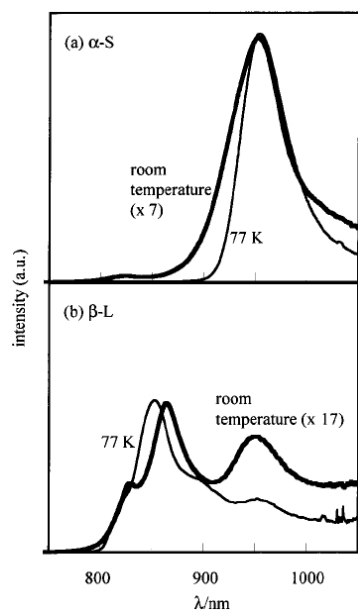 (a) α-S
room
temperature
(x 7)
77 K
intensity (a.u.)
(b) β-L
77 K
room
temperature (x 17)
800
900
1000
λ/nm